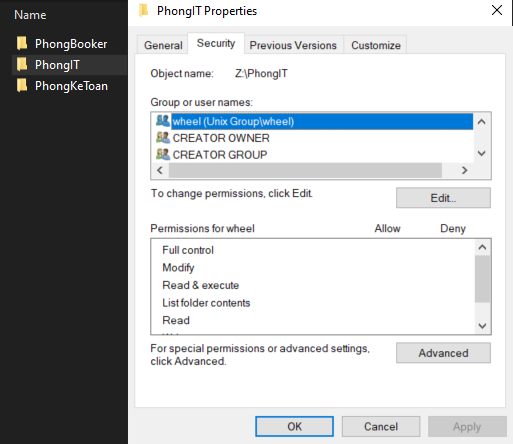 Name
PhongBooker
PhongIT
PhongKeToan
PhongIT Properties
General Security Previous Versions Customize
Object name: Z:\PhongIT
Group or user names:
wheel (Unix Group\wheel)
CREATOR OWNER
CREATOR GROUP
To change permissions, click Edit.
Edit...
Permissions for wheel Allow Deny
Full control
Modify
Read & execute
List folder contents
Read
For special permissions or advanced settings,
click Advanced.
Advanced
OK Cancel Apply